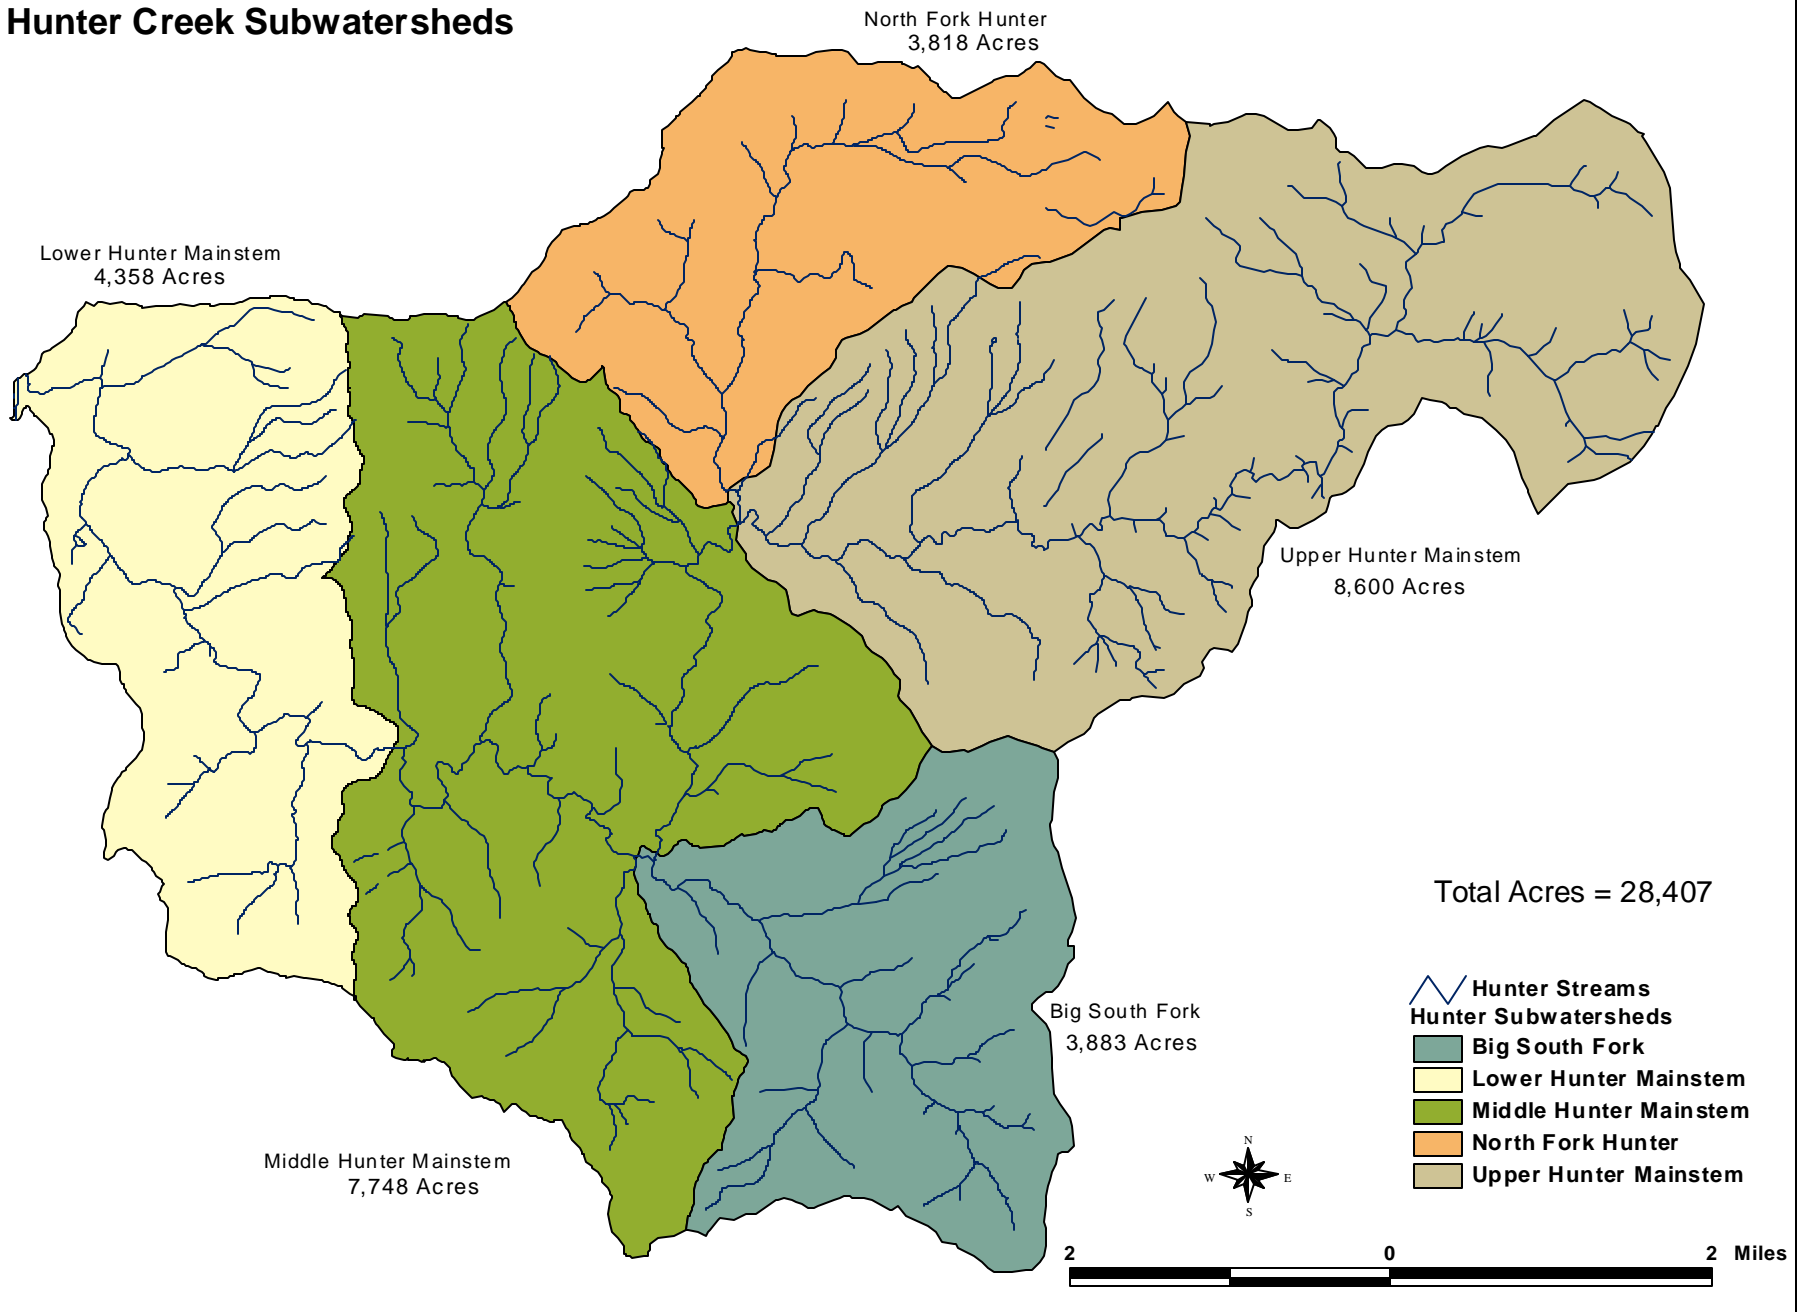 Hunter Creek Subwatersheds
North Fork Hunter
3,818 Acres
Lower Hunter Mainstem
4,358 Acres
Upper Hunter Mainstem
8,600 Acres
Total Acres = 28,407
Hunter Streams
Hunter Subwatersheds
Big South Fork
Lower Hunter Mainstem
Middle Hunter Mainstem
North Fork Hunter
Upper Hunter Mainstem
Big South Fork
3,883 Acres
Middle Hunter Mainstem
7,748 Acres
N
W E
S
2 0 2 Miles